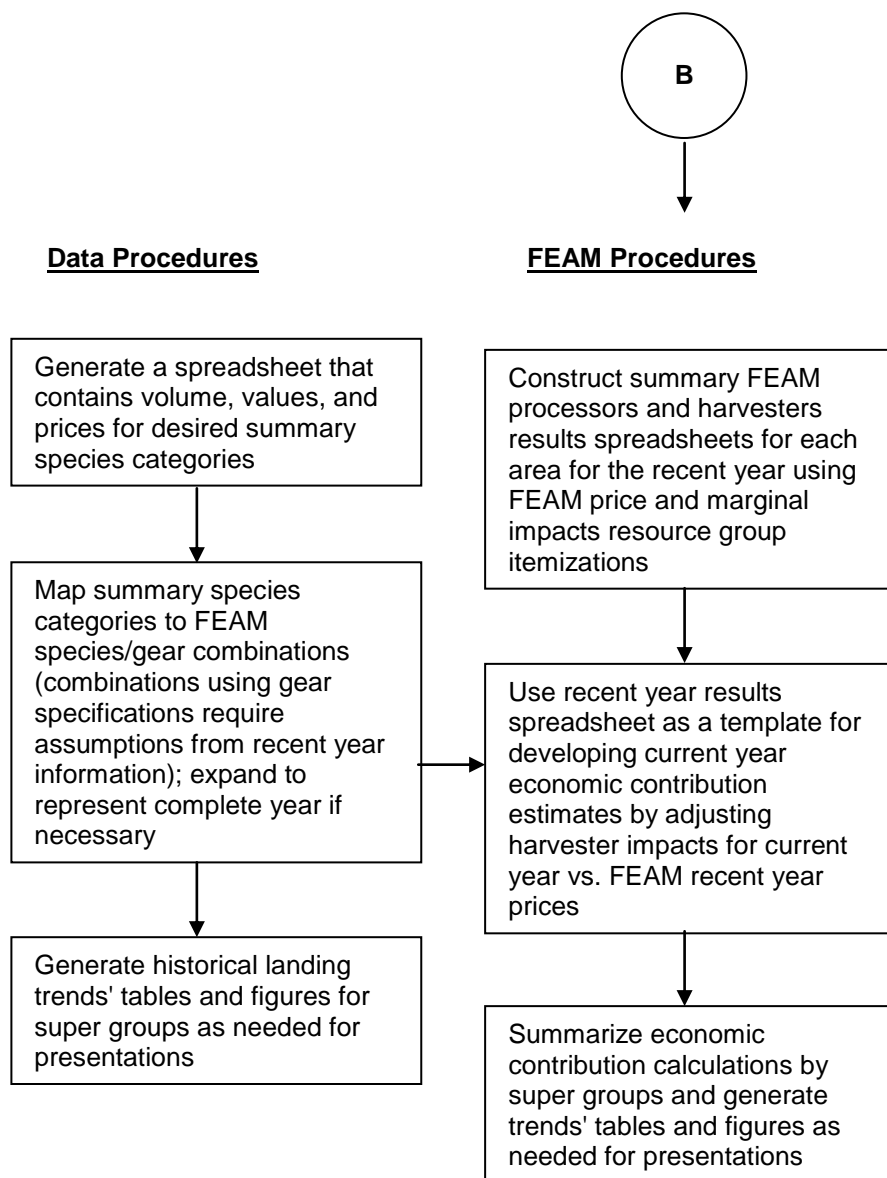 B
Data Procedures
FEAM Procedures
Generate a spreadsheet that
contains volume, values, and
prices for desired summary
species categories
Map summary species
categories to FEAM
species/gear combinations
(combinations using gear
specifications require
assumptions from recent year
information); expand to
represent complete year if
necessary
Generate historical landing
trends' tables and figures for
super groups as needed for
presentations
Construct summary FEAM
processors and harvesters
results spreadsheets for each
area for the recent year using
FEAM price and marginal
impacts resource group
itemizations
Use recent year results
spreadsheet as a template for
developing current year
economic contribution
estimates by adjusting
harvester impacts for current
year vs. FEAM recent year
prices
Summarize economic
contribution calculations by
super groups and generate
trends' tables and figures as
needed for presentations